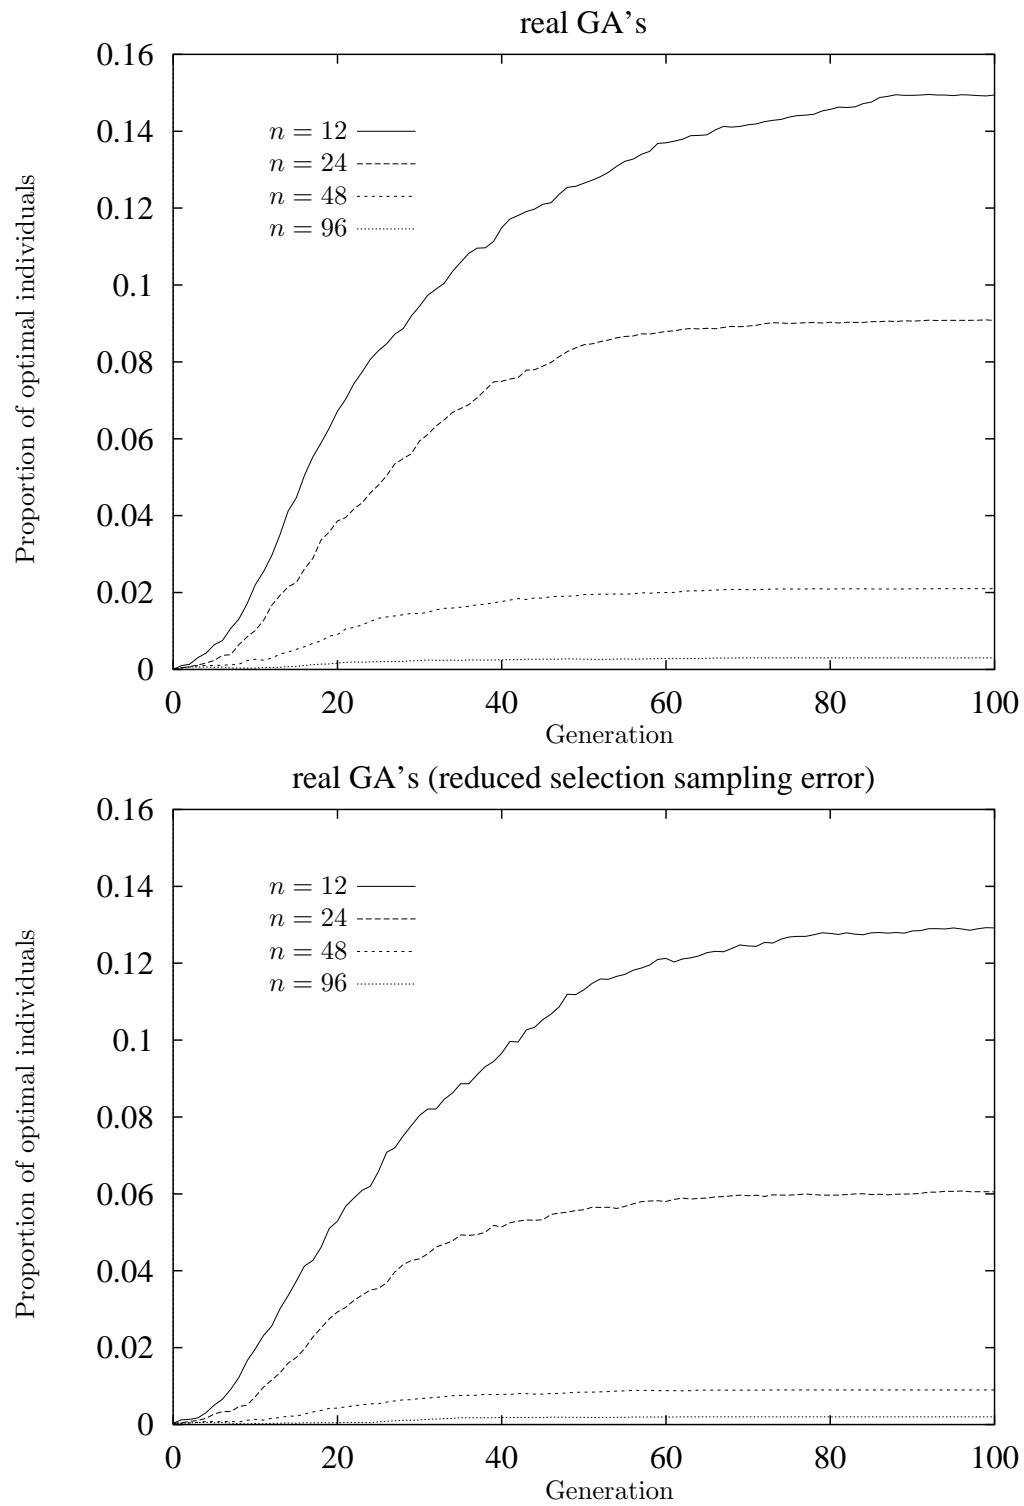 real GA's
0.16
0.14
0.12
0.1
0.08
0.06
0.04
0.02
0
Proportion of optimal individuals
n = 12
n = 24
n = 48
n = 96
0 20 40 60 80 100
Generation
real GA's (reduced selection sampling error)
0.16
0.14
0.12
0.1
0.08
0.06
0.04
0.02
0
Proportion of optimal individuals
n = 12
n = 24
n = 48
n = 96
0 20 40 60 80 100
Generation